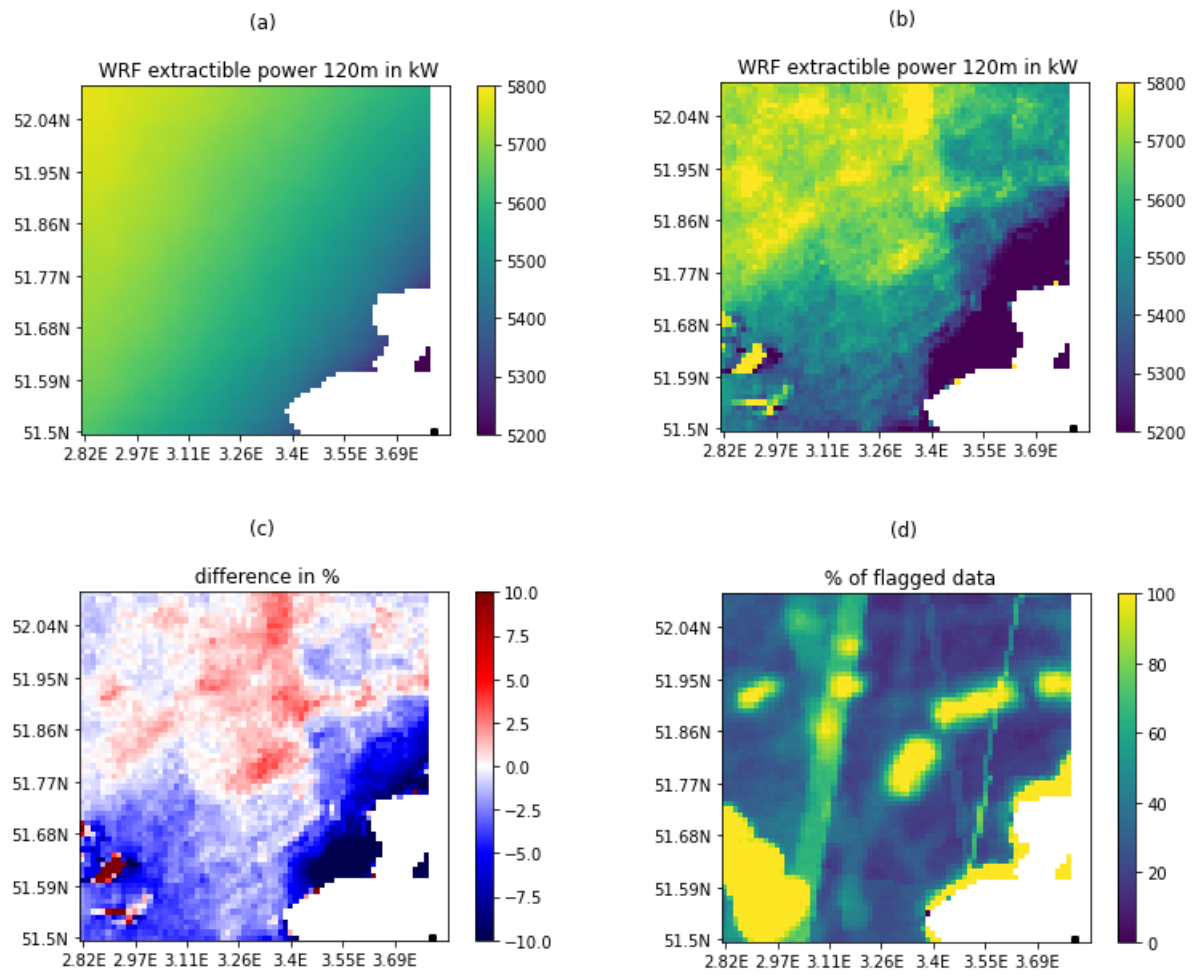 (a)
WRF extractible power 120m in kW
52.04N
51.95N
51.86N
51.77N
51.68N
51.59N
51.5N
2.82E 2.97E 3.11E 3.26E 3.4E 3.55E 3.69E
5800
5700
5600
5500
5400
5300
5200
(b)
WRF extractible power 120m in kW
52.04N
51.95N
51.86N
51.77N
51.68N
51.59N
51.5N
2.82E 2.97E 3.11E 3.26E 3.4E 3.55E 3.69E
5800
5700
5600
5500
5400
5300
5200
(c)
difference in %
52.04N
51.95N
51.86N
51.77N
51.68N
51.59N
51.5N
2.82E 2.97E 3.11E 3.26E 3.4E 3.55E 3.69E
10.0
7.5
5.0
2.5
0.0
−2.5
−5.0
−7.5
−10.0
(d)
% of flagged data
52.04N
51.95N
51.86N
51.77N
51.68N
51.59N
51.5N
2.82E 2.97E 3.11E 3.26E 3.4E 3.55E 3.69E
100
80
60
40
20
0